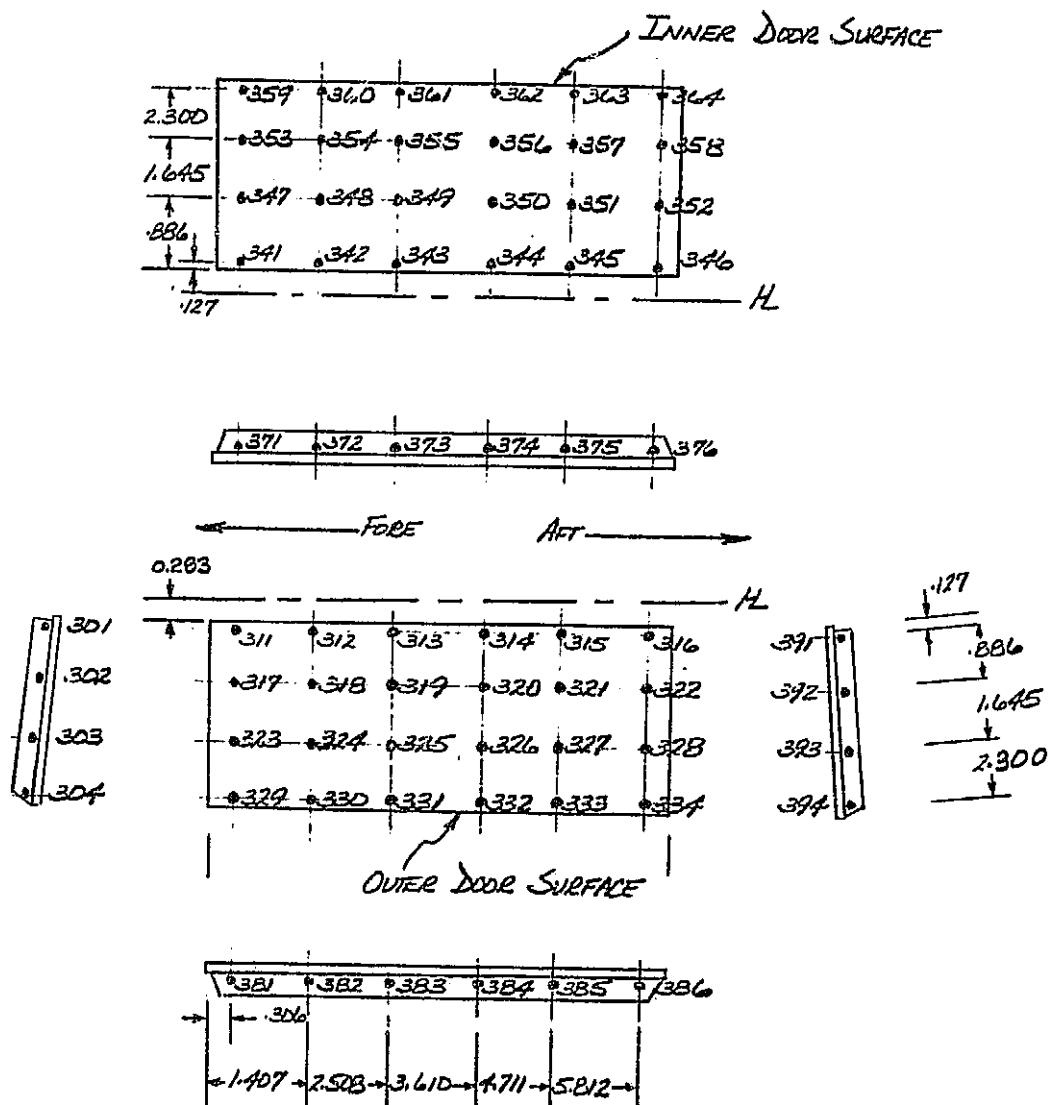 INNER DOOR SURFACE
359 360 361 362 363 364
2.300
353 354 355 356 357 358
1.645
347 348 349 350 351 352
.886
341 342 343 344 345 346
.127
HL
371 372 373 374 375 376
FORE AFT
0.283
HL
.127
301 311 312 313 314 315 316 391
.886
302 317 318 319 320 321 322 392
1.645
303 323 324 325 326 327 328 393
2.300
304 329 330 331 332 333 334 394
OUTER DOOR SURFACE
381 382 383 384 385 386
.306
1.407 2.508 3.610 4.711 5.812